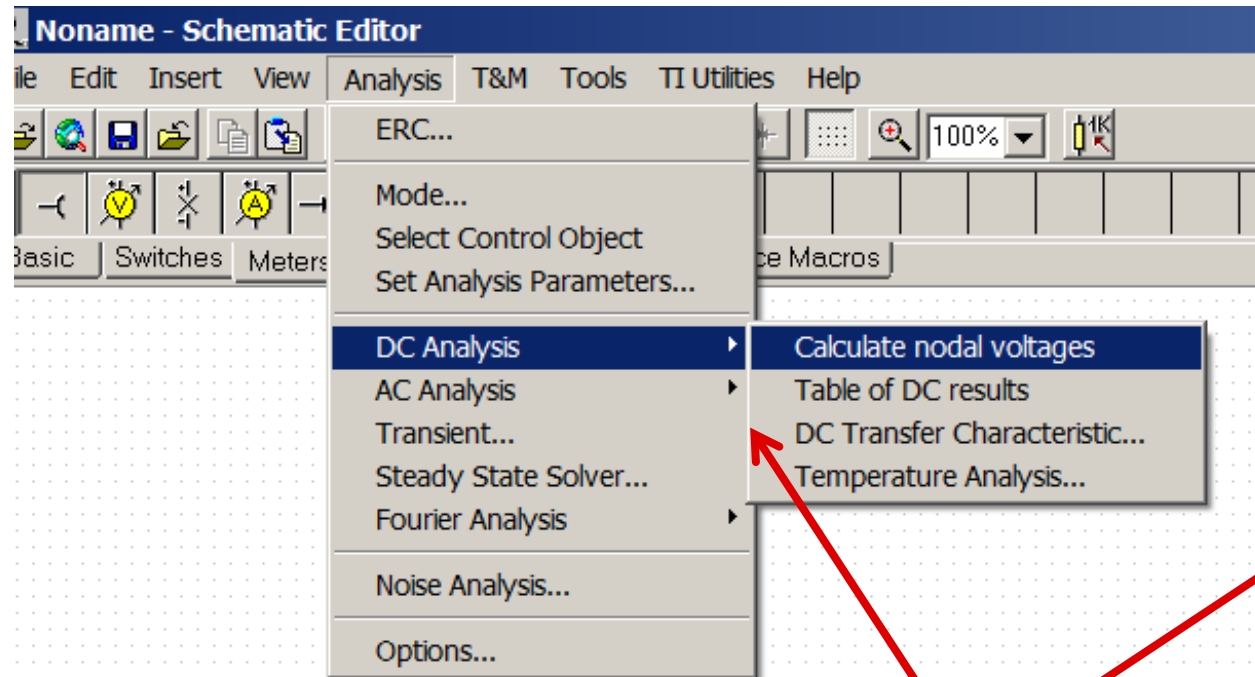 Noname - Schematic Editor
ile Edit Insert View Analysis T&M Tools TI Utilities Help
ERC...
100%
1K
Mode...
Select Control Object
Set Analysis Parameters...
V
A
Basic Switches Meters ce Macros
DC Analysis
AC Analysis
Transient...
Steady State Solver...
Fourier Analysis
Noise Analysis...
Options...
Calculate nodal voltages
Table of DC results
DC Transfer Characteristic...
Temperature Analysis...